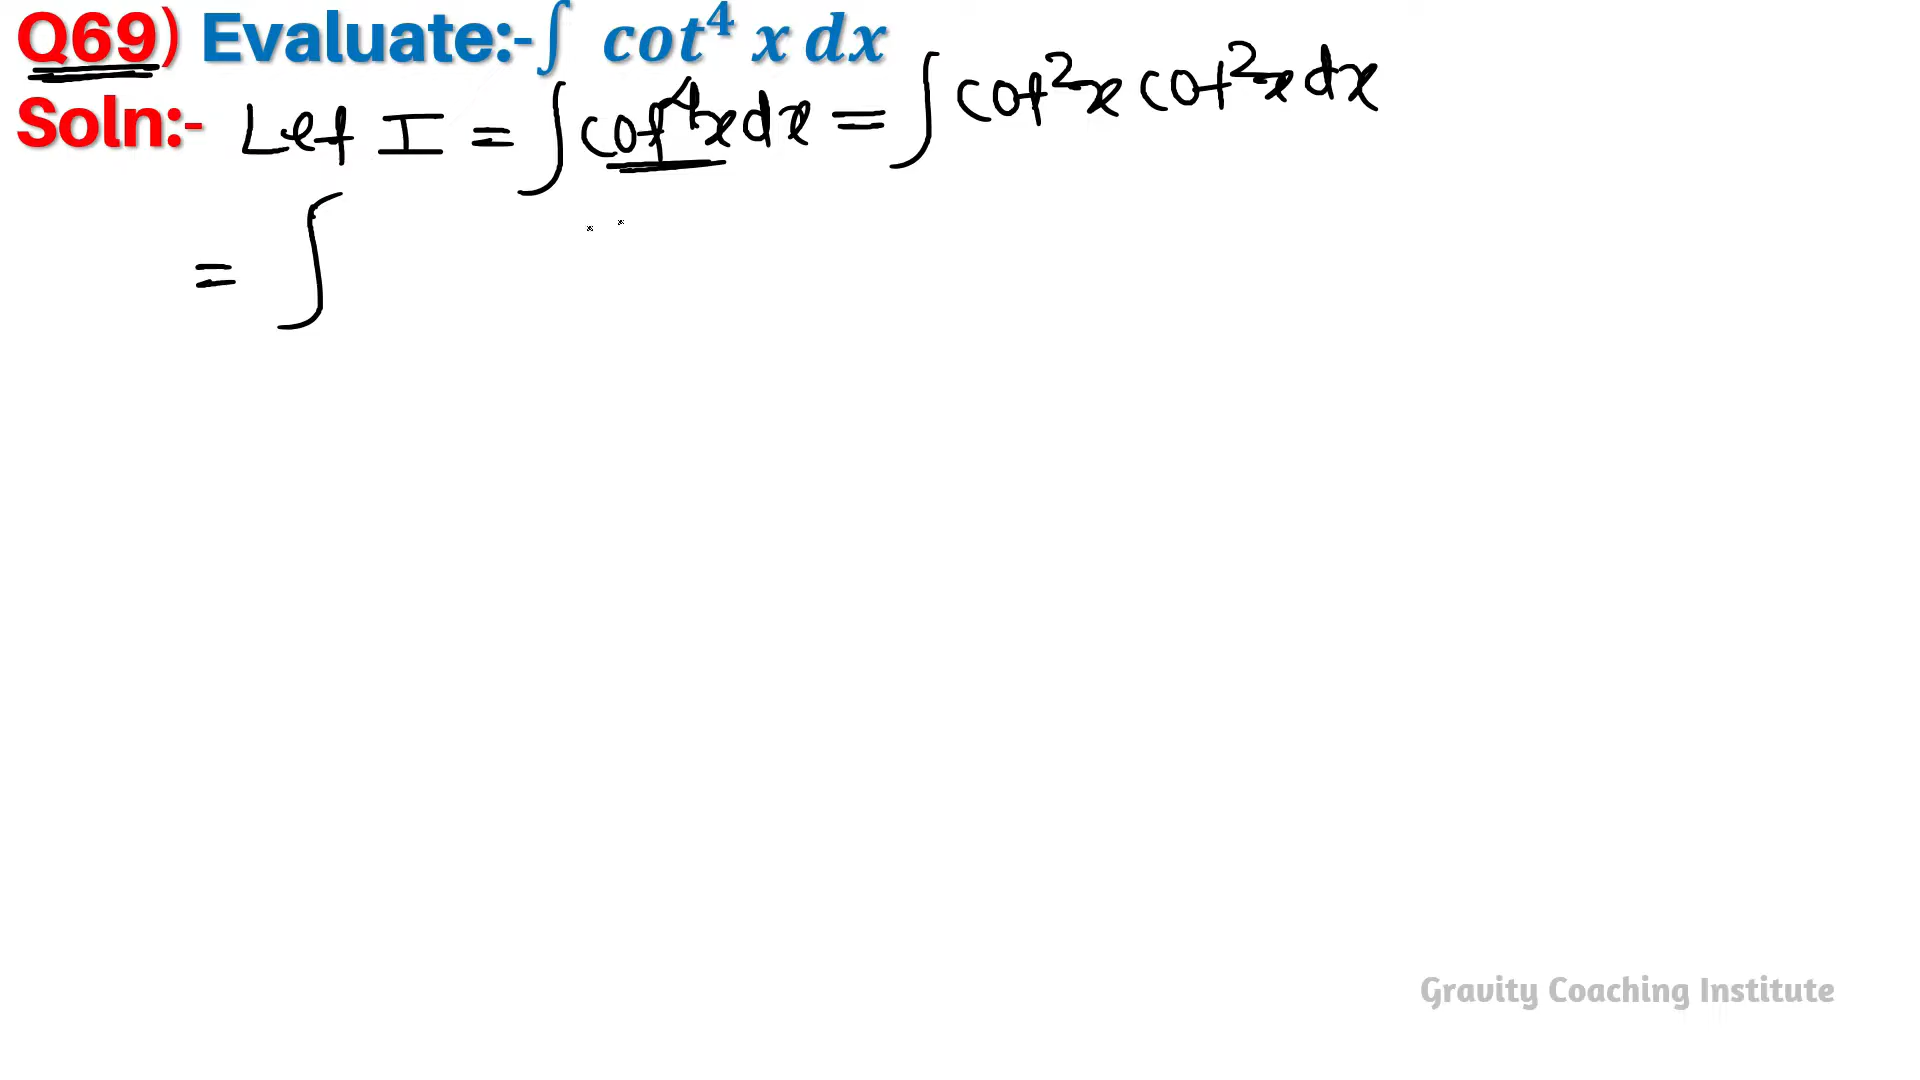 Q69) Evaluate:-∫ cot⁴ x dx
Soln:- Let I = ∫cot⁴x dx = ∫cot²x cot²x dx
= ∫
Gravity Coaching Institute